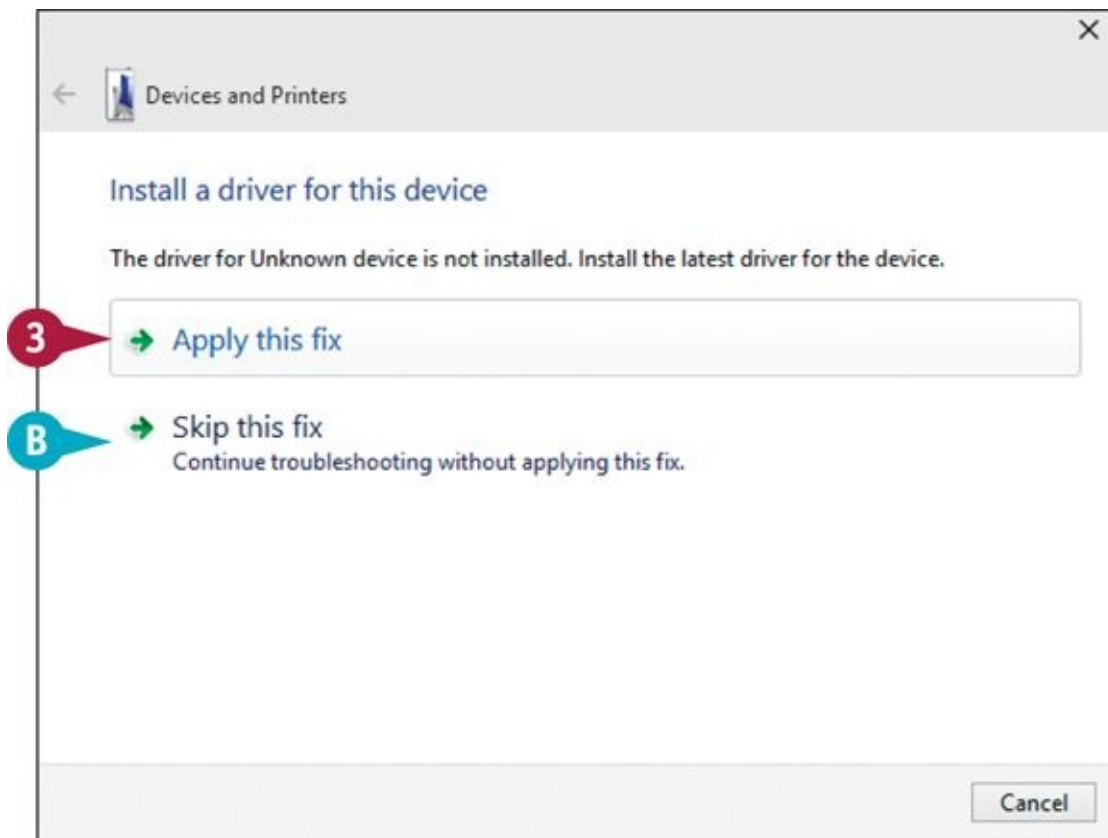 Devices and Printers
Install a driver for this device
The driver for Unknown device is not installed. Install the latest driver for the device.
3
Apply this fix
B
Skip this fix
Continue troubleshooting without applying this fix.
Cancel